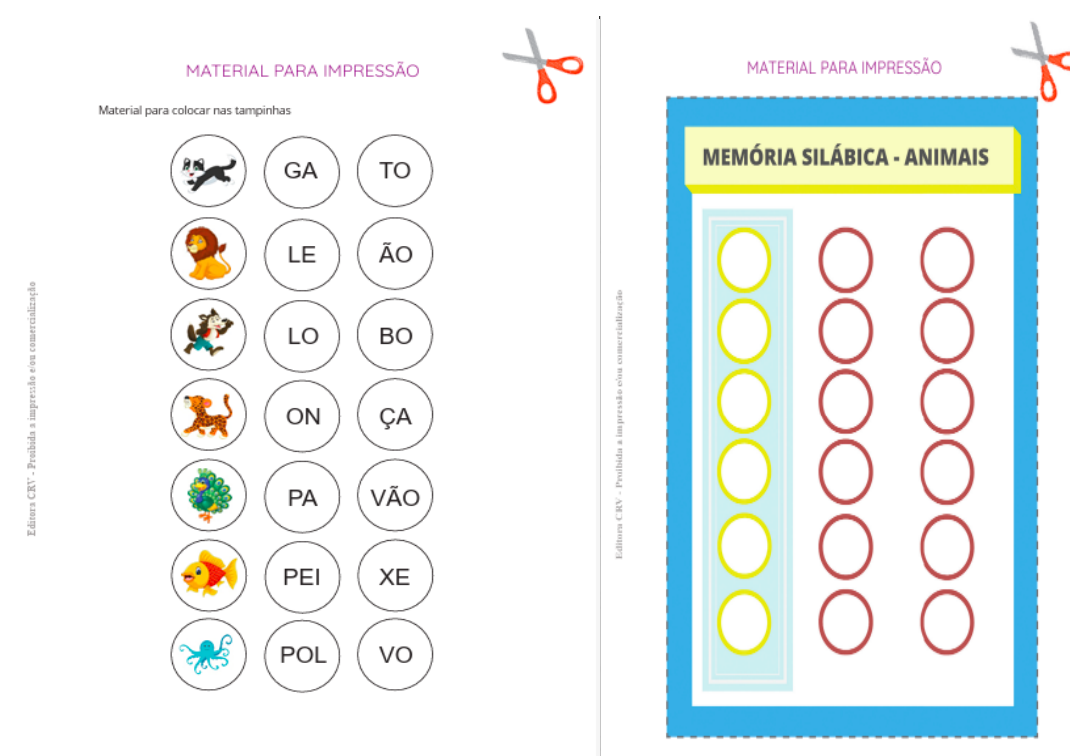 MATERIAL PARA IMPRESSÃO
Material para colocar nas tampinhas
GA TO
LE ÃO
LO BO
ON ÇA
PA VÃO
PEI XE
POL VO
Editora CRV - Proibida a impressão e/ou comercialização
MATERIAL PARA IMPRESSÃO
MEMÓRIA SILÁBICA - ANIMAIS
Editora CRV - Proibida a impressão e/ou comercialização